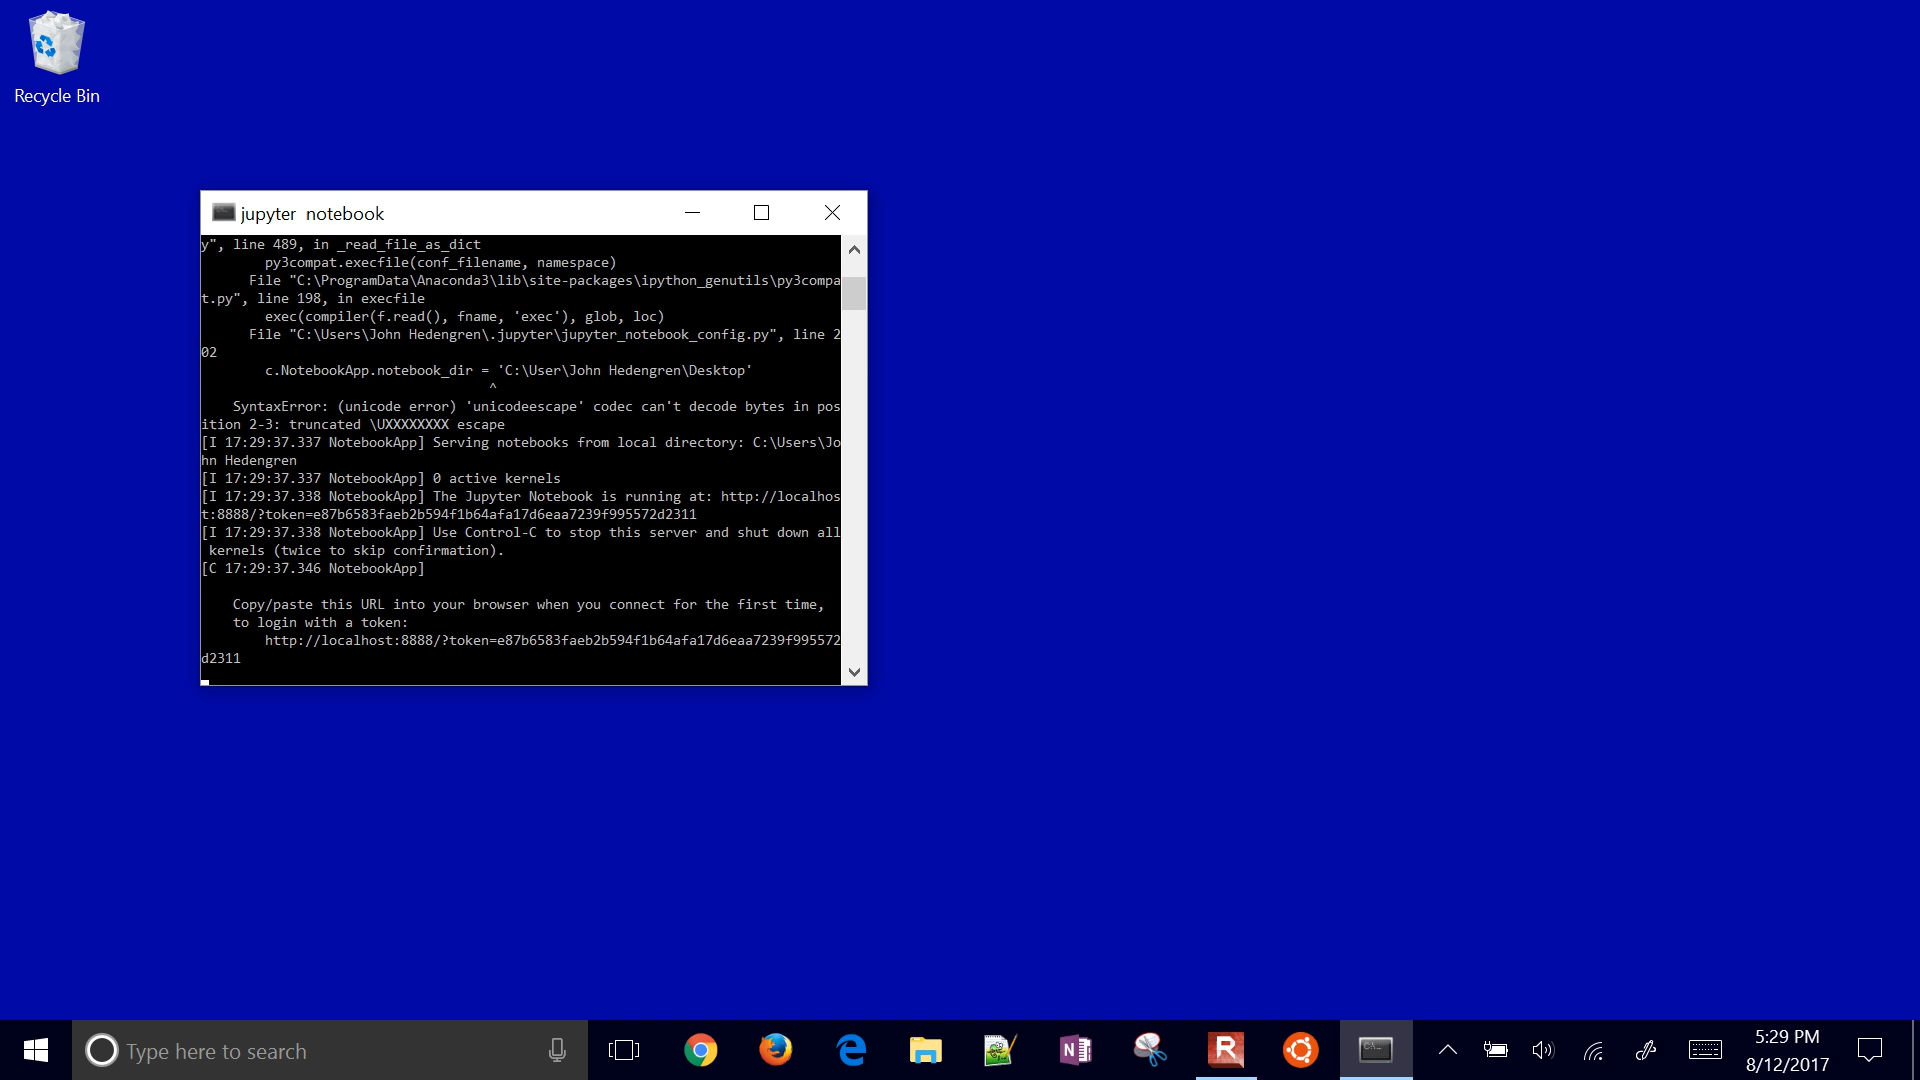 Recycle Bin
jupyter  notebook
y", line 489, in _read_file_as_dict
py3compat.execfile(conf_filename, namespace)
File "C:\ProgramData\Anaconda3\lib\site-packages\ipython_genutils\py3compa
t.py", line 198, in execfile
exec(compiler(f.read(), fname, 'exec'), glob, loc)
File "C:\Users\John Hedengren\.jupyter\jupyter_notebook_config.py", line 2
02
c.NotebookApp.notebook_dir = 'C:\User\John Hedengren\Desktop'
^
SyntaxError: (unicode error) 'unicodeescape' codec can't decode bytes in pos
ition 2-3: truncated \UXXXXXXXX escape
[I 17:29:37.337 NotebookApp] Serving notebooks from local directory: C:\Users\Jo
hn Hedengren
[I 17:29:37.337 NotebookApp] 0 active kernels
[I 17:29:37.338 NotebookApp] The Jupyter Notebook is running at: http://localhos
t:8888/?token=e87b6583faeb2b594f1b64afa17d6eaa7239f995572d2311
[I 17:29:37.338 NotebookApp] Use Control-C to stop this server and shut down all
kernels (twice to skip confirmation).
[C 17:29:37.346 NotebookApp]
Copy/paste this URL into your browser when you connect for the first time,
to login with a token:
http://localhost:8888/?token=e87b6583faeb2b594f1b64afa17d6eaa7239f995572
d2311
Type here to search
N
R
5:29 PM
8/12/2017